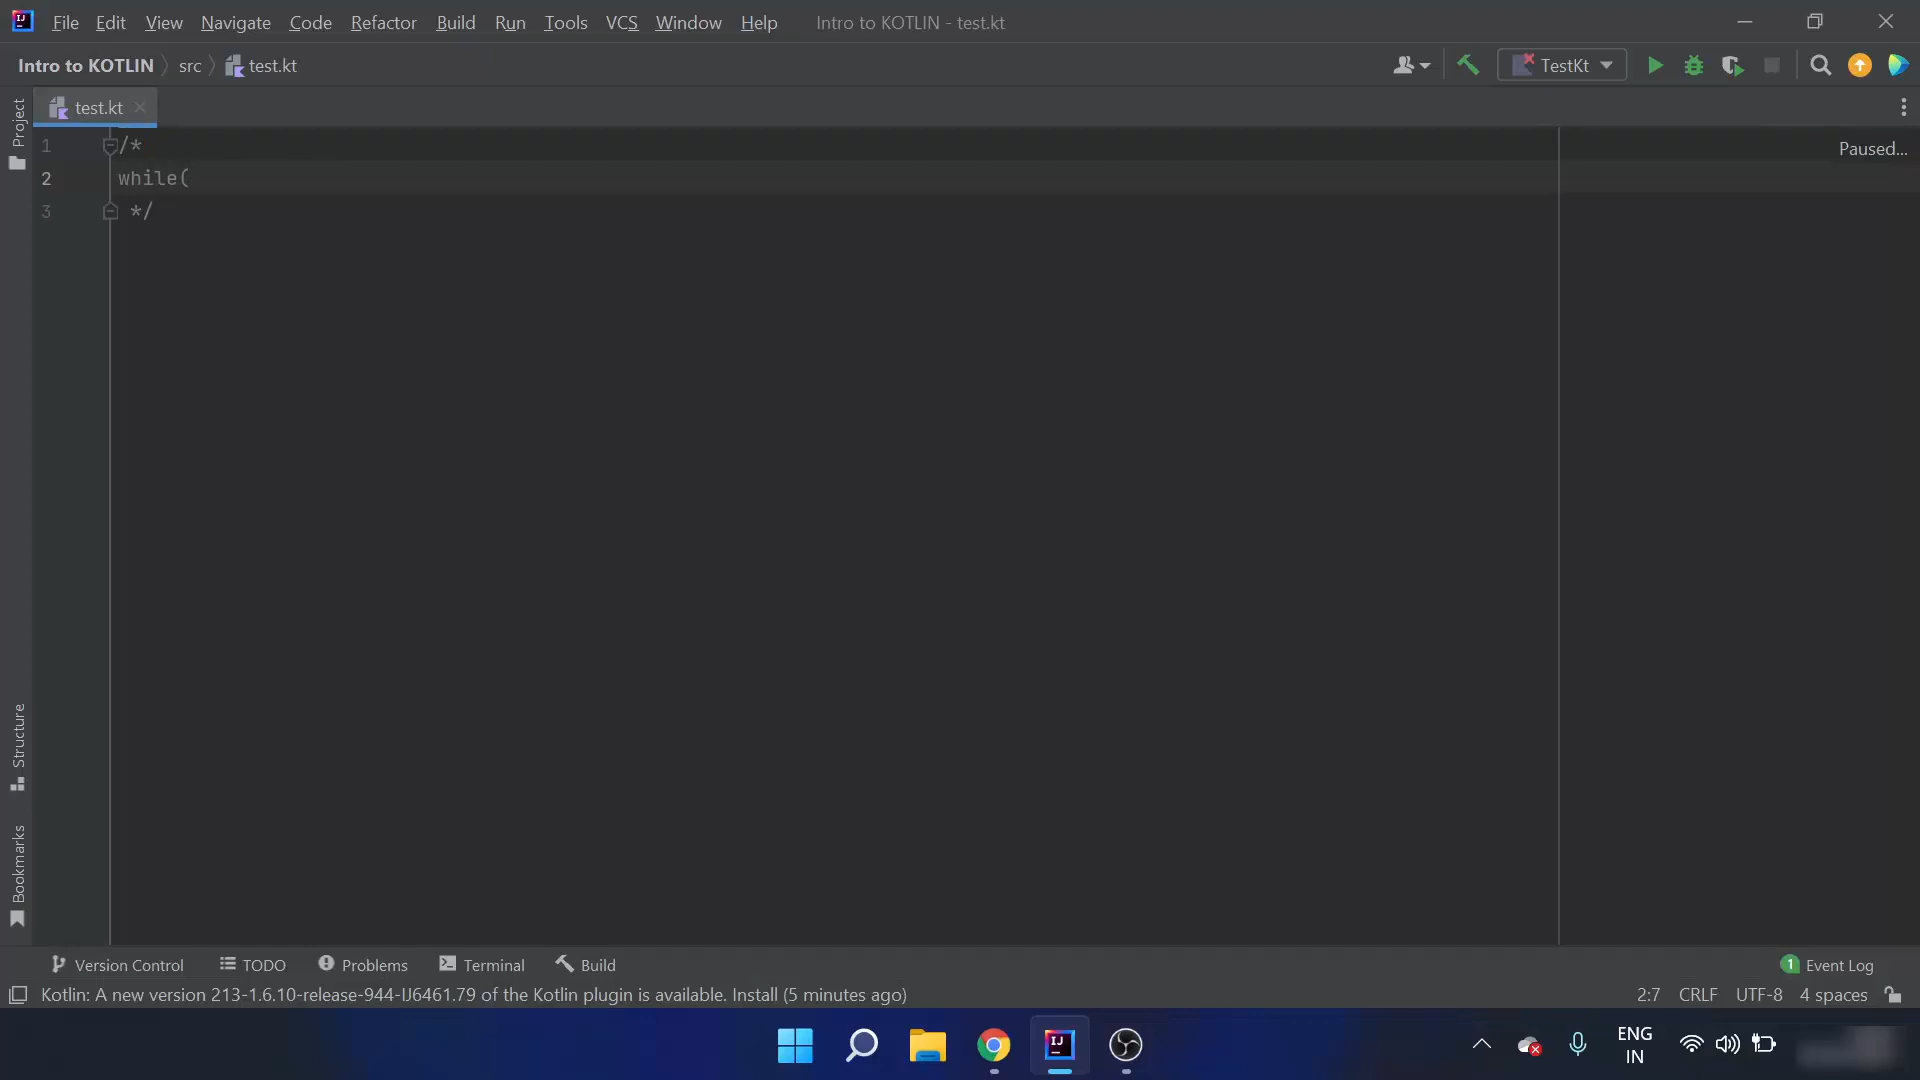 File Edit View Navigate Code Refactor Build Run Tools VCS Window Help Intro to KOTLIN - test.kt
Intro to KOTLIN src test.kt TestKt
Project test.kt
1 /* Paused...
2 while(
3 */
Structure
Bookmarks
Version Control TODO Problems Terminal Build 1 Event Log
Kotlin: A new version 213-1.6.10-release-944-IJ6461.79 of the Kotlin plugin is available. Install (5 minutes ago) 2:7 CRLF UTF-8 4 spaces
IJ ENG
IN